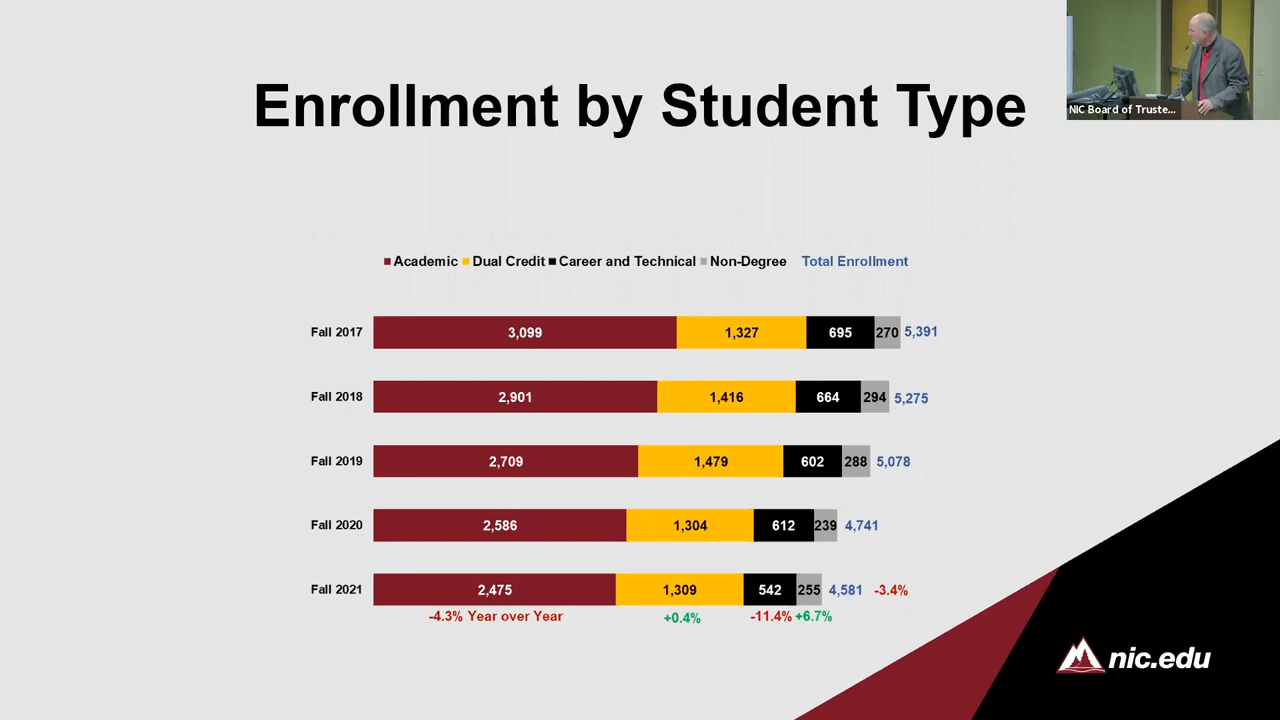 NIC Board of Truste...
Enrollment by Student Type
Academic Dual Credit Career and Technical Non-Degree Total Enrollment
Fall 2017 3,099 1,327 695 270 5,391
Fall 2018 2,901 1,416 664 294 5,275
Fall 2019 2,709 1,479 602 288 5,078
Fall 2020 2,586 1,304 612 239 4,741
Fall 2021 2,475 1,309 542 255 4,581 -3.4%
-4.3% Year over Year +0.4% -11.4% +6.7%
nic.edu